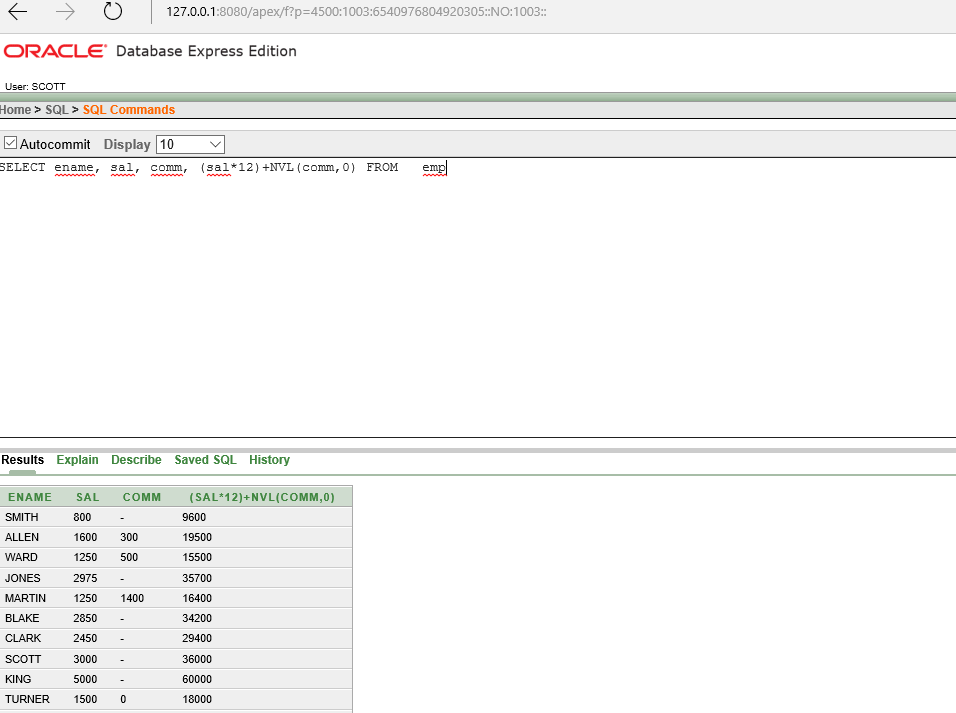 127.0.0.1:8080/apex/f?p=4500:1003:6540976804920305::NO:1003::
ORACLE® Database Express Edition
User: SCOTT
Home > SQL > SQL Commands
Autocommit Display 10
SELECT ename, sal, comm, (sal*12)+NVL(comm,0) FROM   emp
Results Explain Describe Saved SQL History
ENAME SAL COMM (SAL*12)+NVL(COMM,0)
SMITH 800 - 9600
ALLEN 1600 300 19500
WARD 1250 500 15500
JONES 2975 - 35700
MARTIN 1250 1400 16400
BLAKE 2850 - 34200
CLARK 2450 - 29400
SCOTT 3000 - 36000
KING 5000 - 60000
TURNER 1500 0 18000